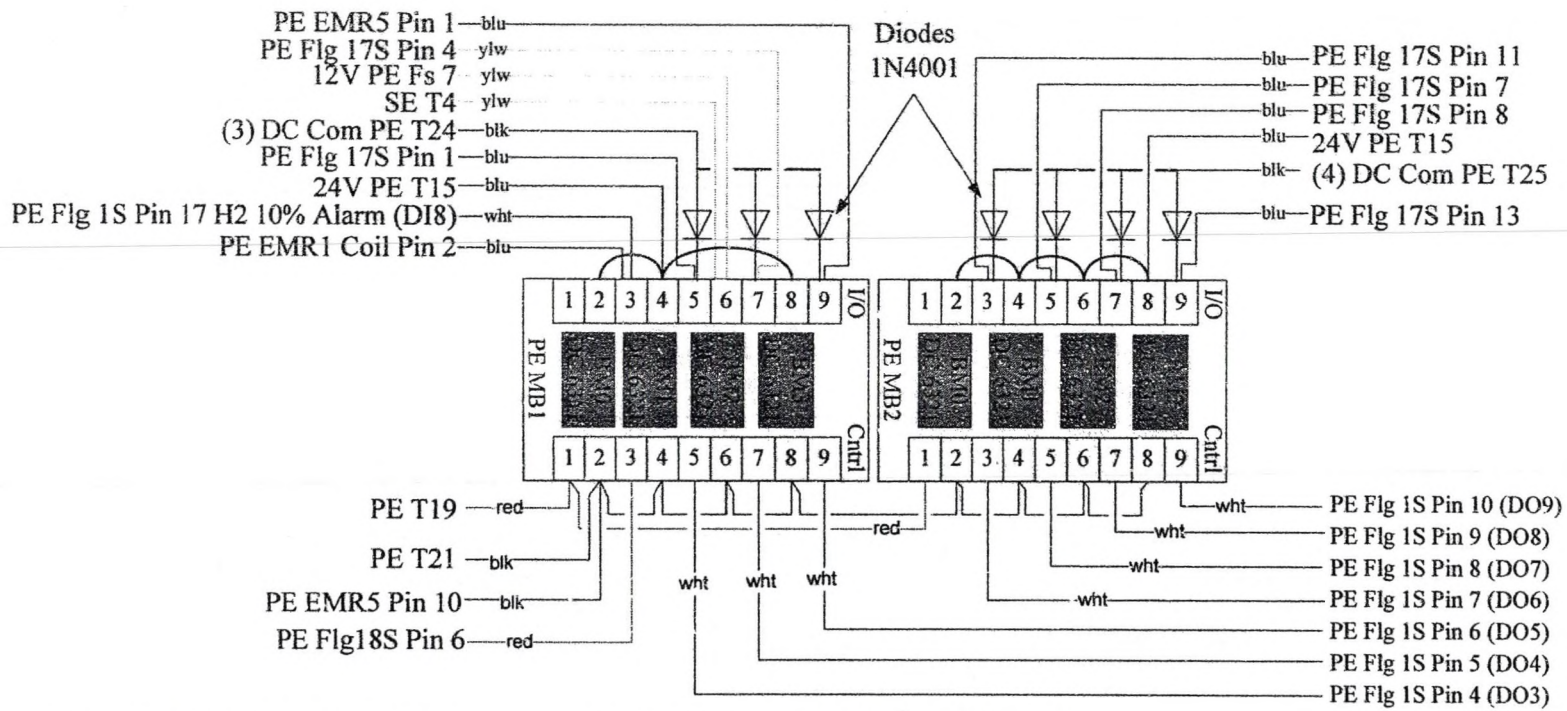 PE EMR5 Pin 1 blu
PE Flg 17S Pin 4 ylw
12V PE Fs 7 ylw
SE T4 ylw
(3) DC Com PE T24 blk
PE Flg 17S Pin 1 blu
24V PE T15 blu
PE Flg 1S Pin 17 H2 10% Alarm (DI8) wht
PE EMR1 Coil Pin 2 blu
Diodes
1N4001
blu PE Flg 17S Pin 11
blu PE Flg 17S Pin 7
blu PE Flg 17S Pin 8
blu 24V PE T15
blk (4) DC Com PE T25
blu PE Flg 17S Pin 13
1 2 3 4 5 6 7 8 9 I/O
PE MB1
1 2 3 4 5 6 7 8 9 Cntrl
1 2 3 4 5 6 7 8 9 I/O
PE MB2
BM0
BM1
1 2 3 4 5 6 7 8 9 Cntrl
PE T19 red
PE T21 blk
PE EMR5 Pin 10 blk
PE Flg18S Pin 6 red
wht wht wht
red
wht PE Flg 1S Pin 10 (DO9)
wht PE Flg 1S Pin 9 (DO8)
wht PE Flg 1S Pin 8 (DO7)
wht PE Flg 1S Pin 7 (DO6)
PE Flg 1S Pin 6 (DO5)
PE Flg 1S Pin 5 (DO4)
PE Flg 1S Pin 4 (DO3)